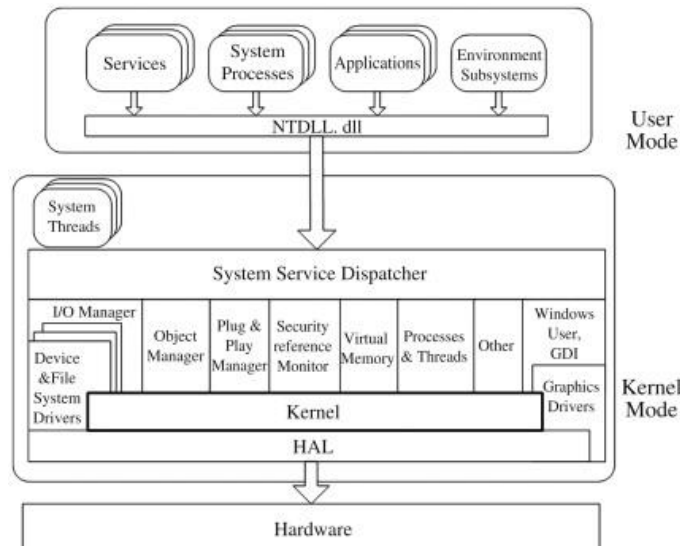 Services
System
Processes
Applications
Environment
Subsystems
NTDLL. dll
User
Mode
System
Threads
System Service Dispatcher
I/O Manager
Device
&File
System
Drivers
Object
Manager
Plug &
Play
Manager
Security
reference
Monitor
Virtual
Memory
Processes
& Threads
Other
Windows
User,
GDI
Graphics
Drivers
Kernel
Kernel
Mode
HAL
Hardware